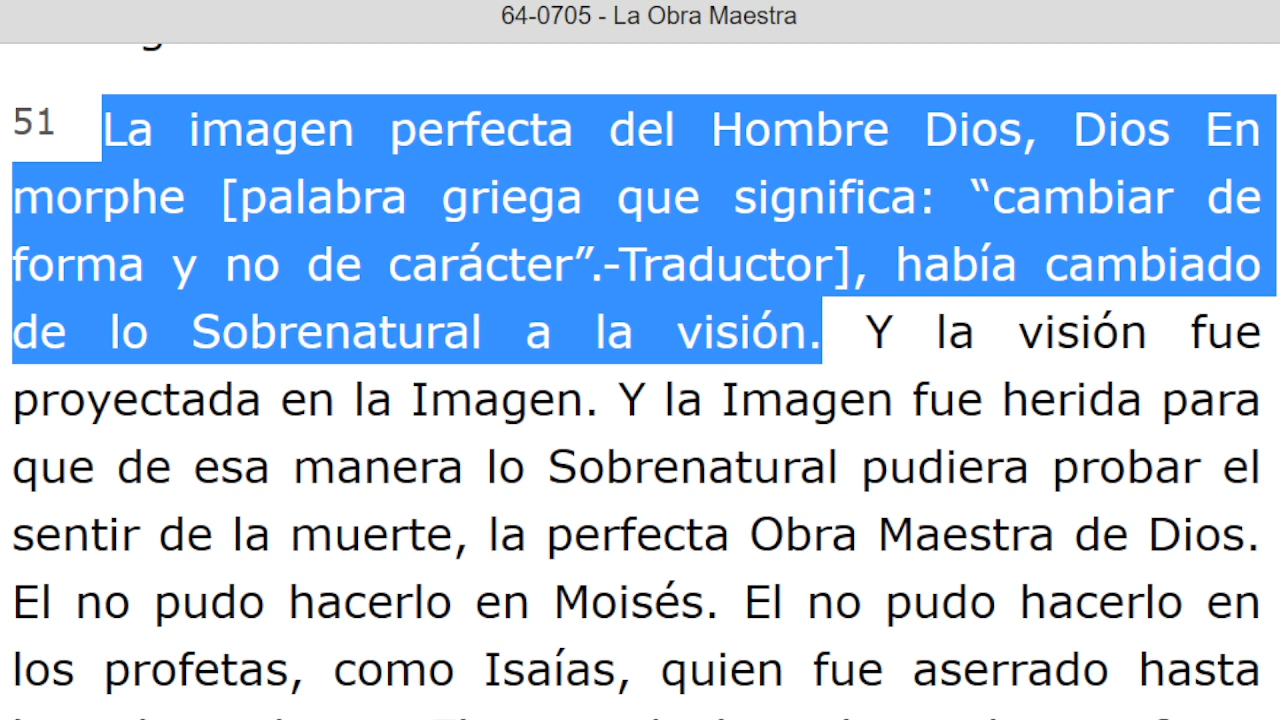 64-0705 - La Obra Maestra
51 La imagen perfecta del Hombre Dios, Dios En
morphe [palabra griega que significa: “cambiar de
forma y no de carácter”.-Traductor], había cambiado
de lo Sobrenatural a la visión. Y la visión fue
proyectada en la Imagen. Y la Imagen fue herida para
que de esa manera lo Sobrenatural pudiera probar el
sentir de la muerte, la perfecta Obra Maestra de Dios.
El no pudo hacerlo en Moisés. El no pudo hacerlo en
los profetas, como Isaías, quien fue aserrado hasta